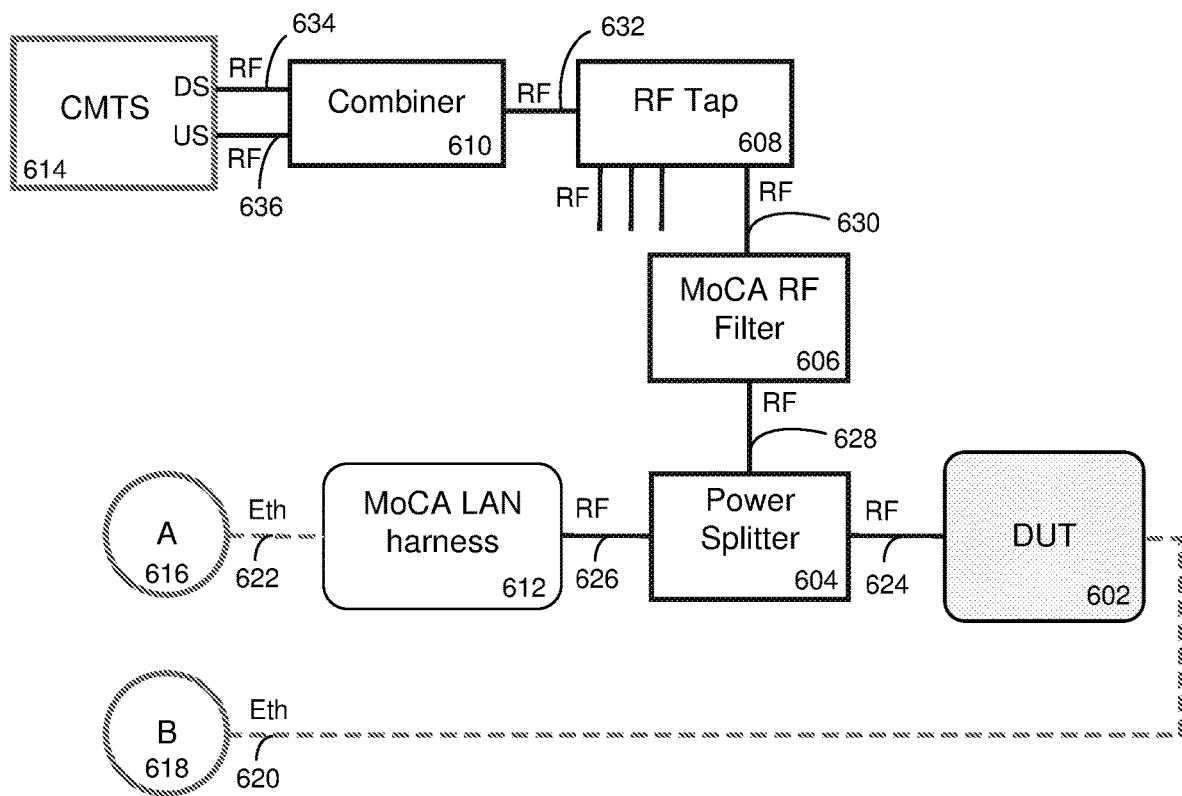 634
632
RF
DS
CMTS
US
RF
614
636
Combiner
610
RF
RF Tap
608
RF
RF
630
MoCA RF
Filter
606
RF
628
A
616
Eth
622
MoCA LAN
harness
612
RF
626
Power
Splitter
604
RF
624
DUT
602
B
618
Eth
620